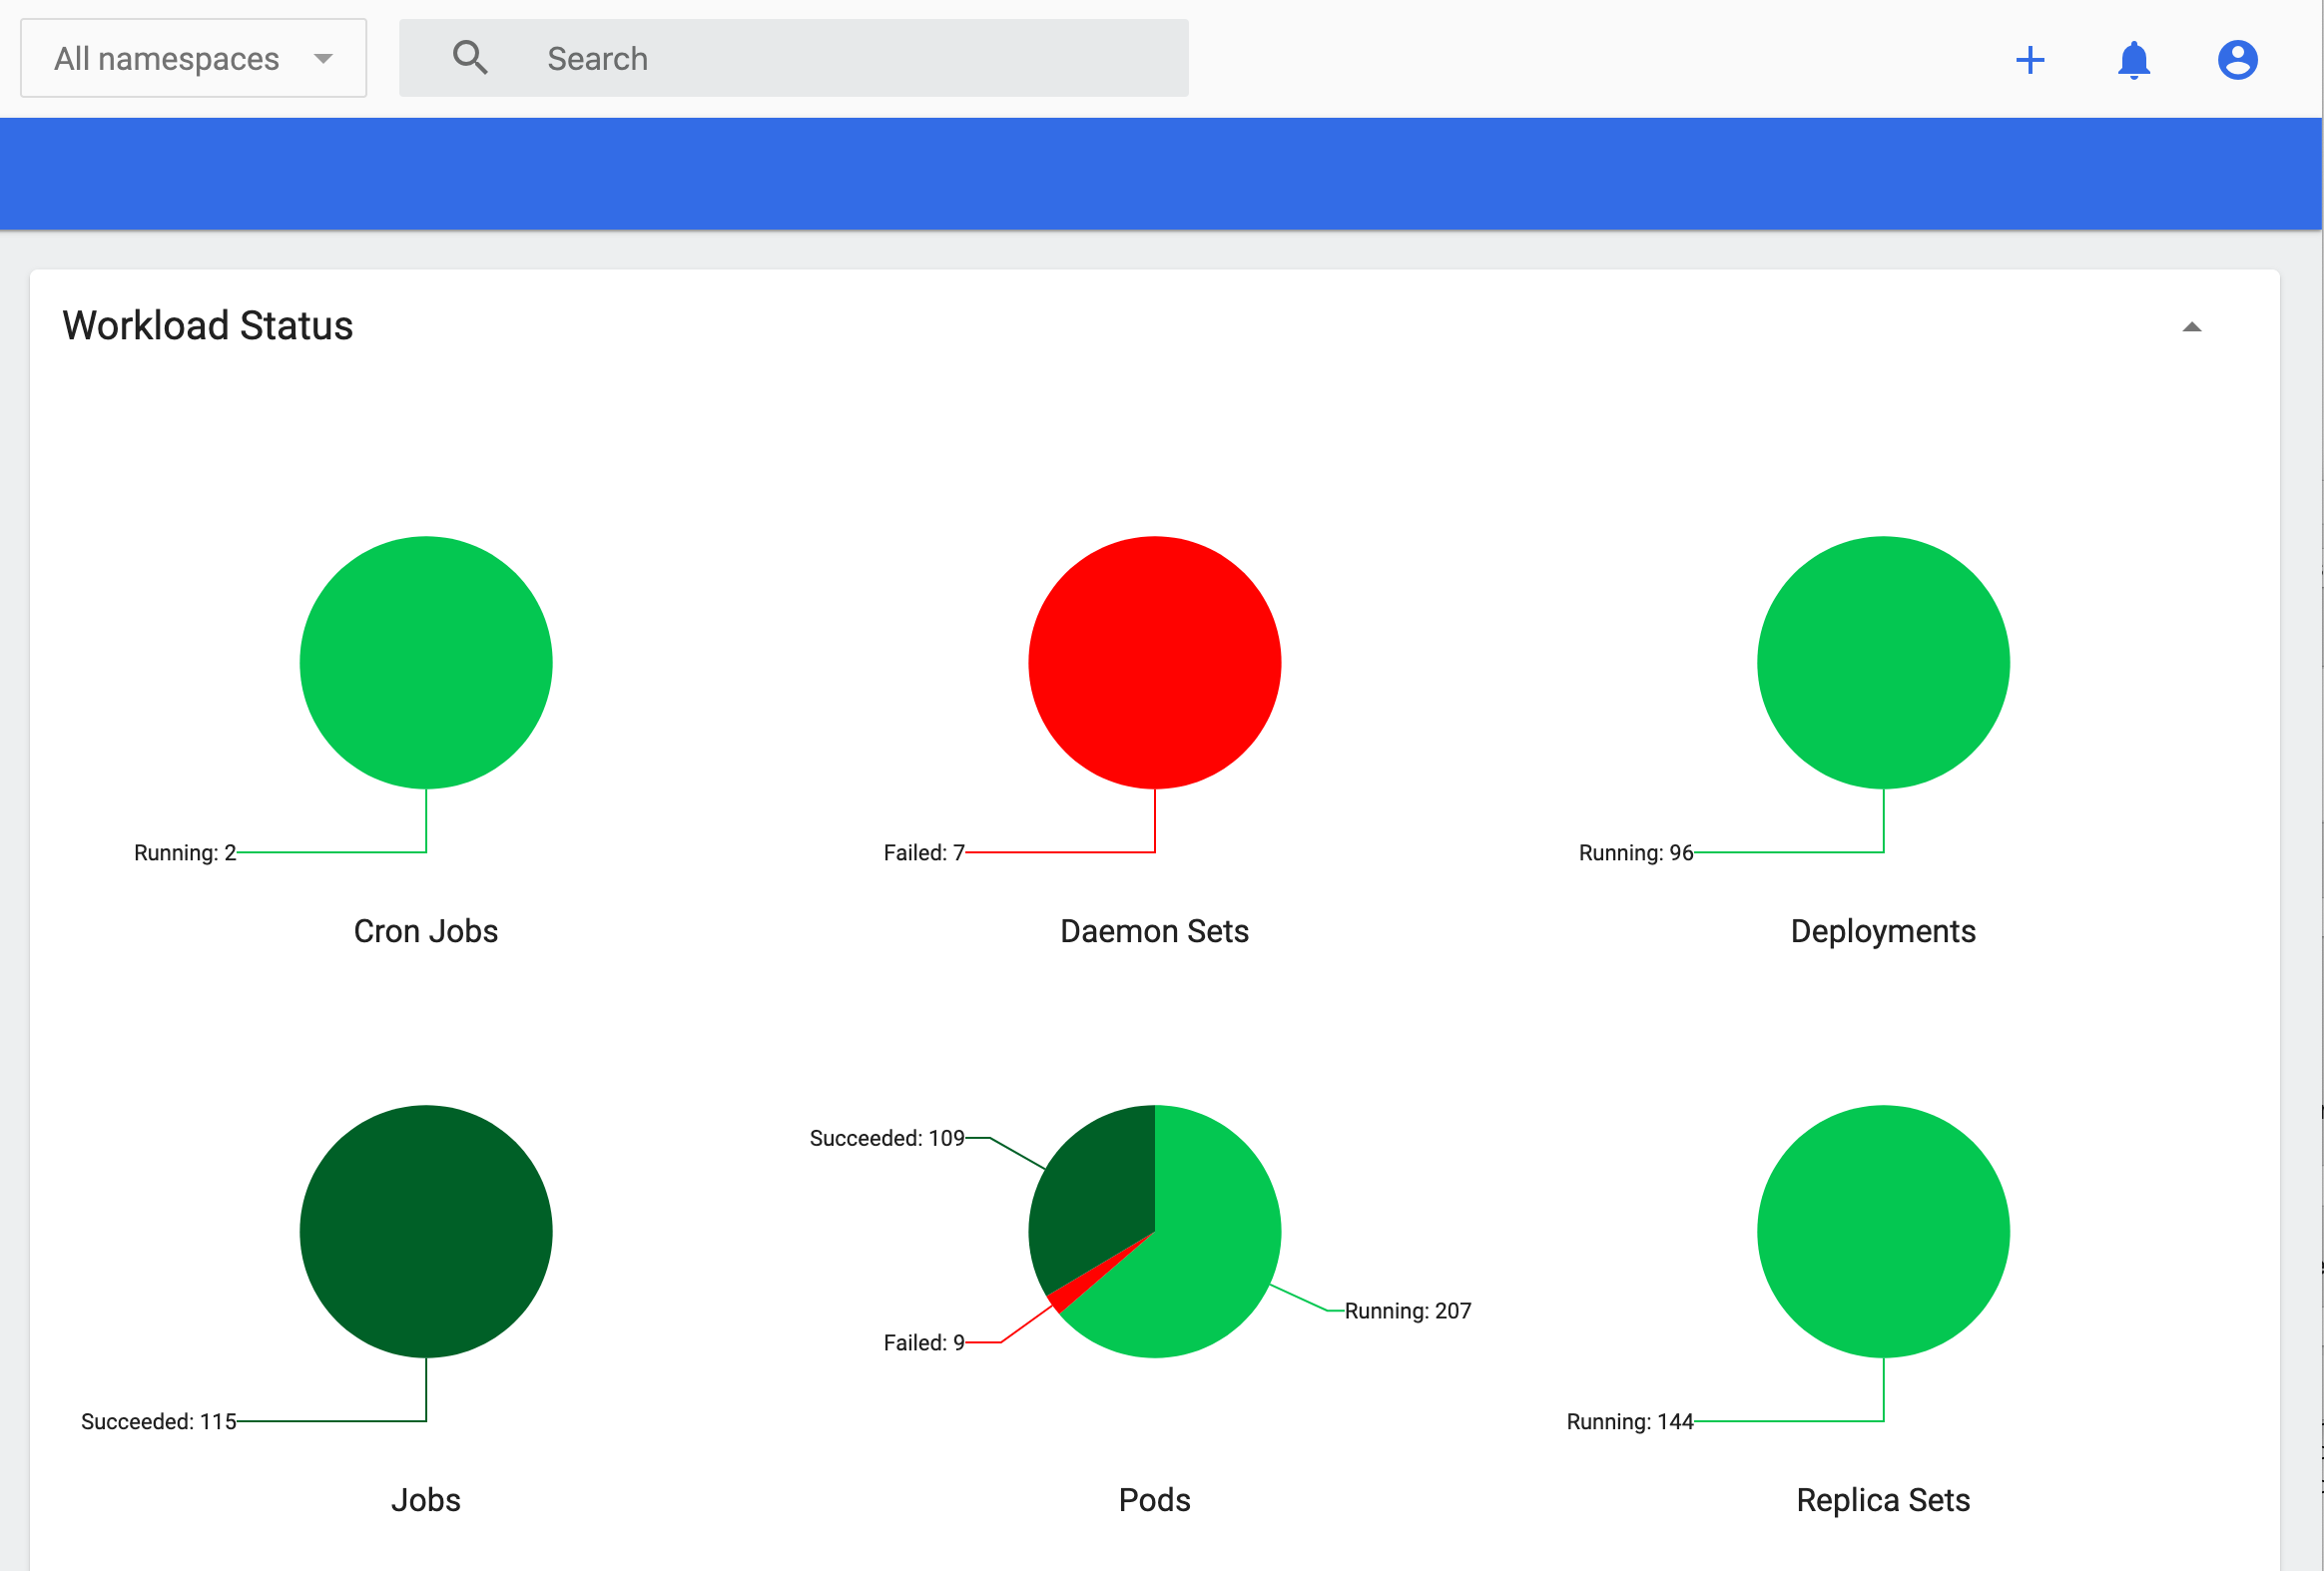 All namespaces
Search
Workload Status
Running: 2
Failed: 7
Running: 96
Cron Jobs
Daemon Sets
Deployments
Succeeded: 109
Running: 207
Failed: 9
Succeeded: 115
Running: 144
Jobs
Pods
Replica Sets